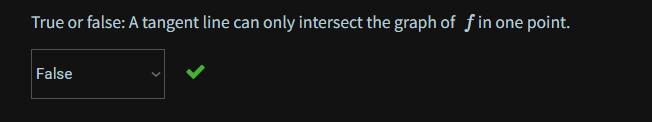 True or false: A tangent line can only intersect the graph of f in one point.
False